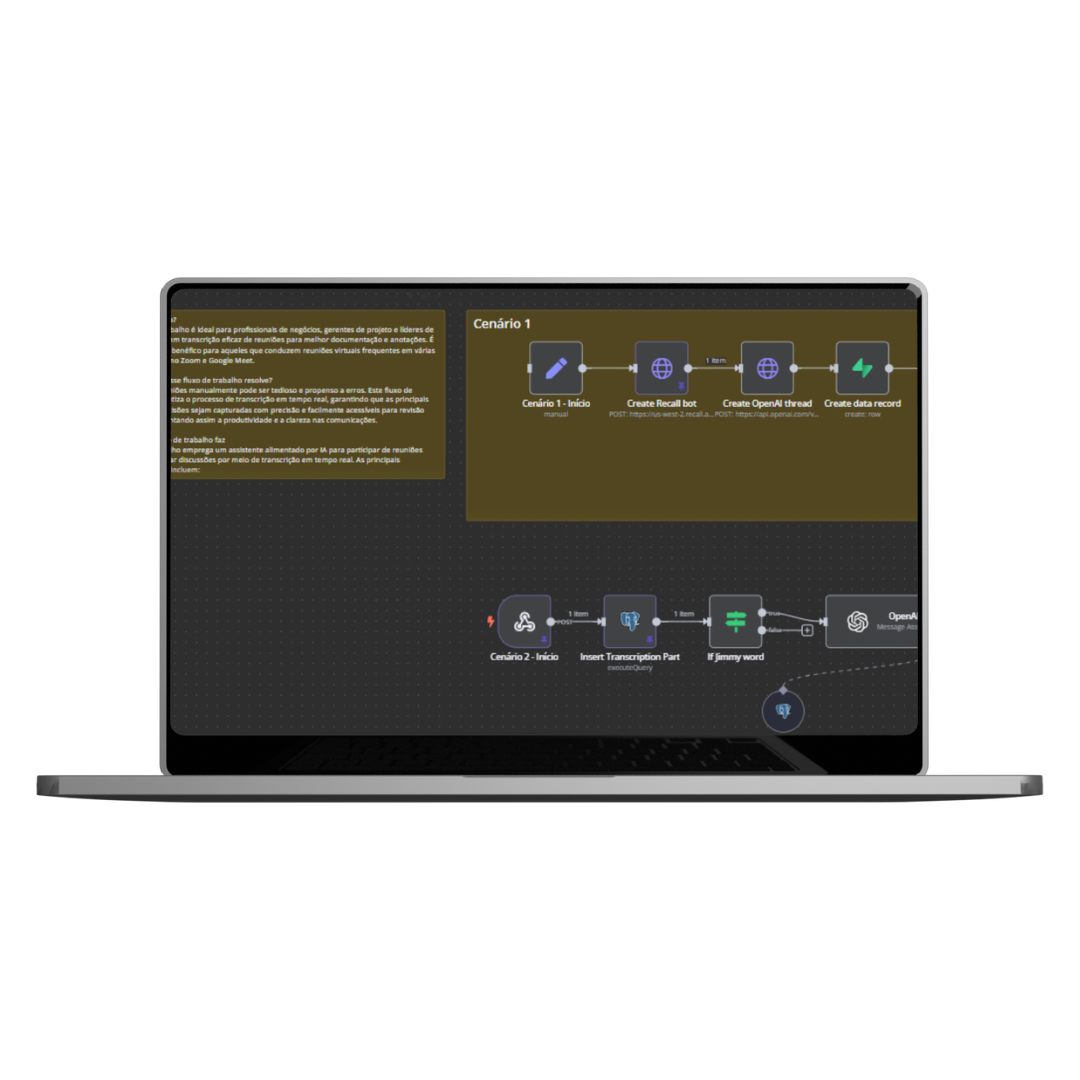 s?
balho é ideal para profissionais de negócios, gerentes de projeto e líderes de
m transcrição eficaz de reuniões para melhor documentação e anotações. É
benéfico para aqueles que conduzem reuniões virtuais frequentes em várias
no Zoom e Google Meet.
sse fluxo de trabalho resolve?
niões manualmente pode ser tedioso e propenso a erros. Este fluxo de
tiza o processo de transcrição em tempo real, garantindo que as principais
isões sejam capturadas com precisão e facilmente acessíveis para revisão
ntando assim a produtividade e a clareza nas comunicações.
de trabalho faz
ho emprega um assistente alimentado por IA para participar de reuniões
ar discussões por meio de transcrição em tempo real. As principais
incluem:
Cenário 1
1 item
Cenário 1 - Início
Create Recall bot
Create OpenAI thread
Create data record
manual
POST: https://us-west-2.recall.a...
POST: https://api.openai.com/v...
create: row
POST
1 item
1 item
true
false
OpenAI
Message Ass
Cenário 2 - Início
Insert Transcription Part
If Jimmy word
executeQuery